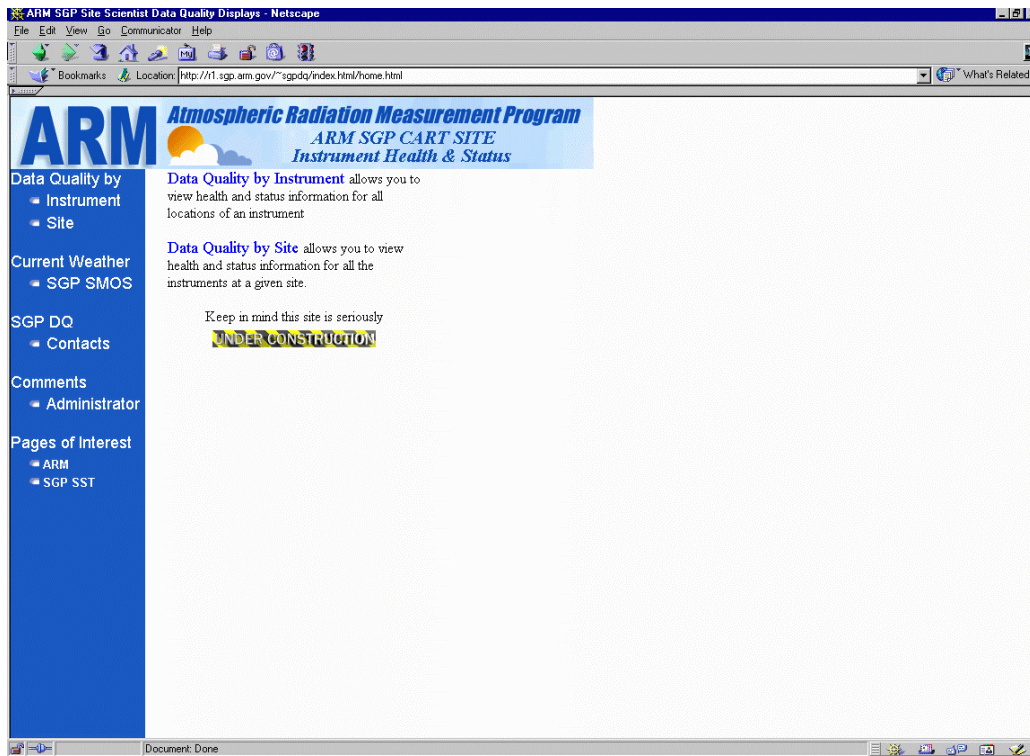 ARM SGP Site Scientist Data Quality Displays - Netscape
File Edit View Go Communicator Help
My
Bookmarks Location: http://r1.sgp.arm.gov/~sgpdq/index.html/home.html What's Related
ARM
Atmospheric Radiation Measurement Program
ARM SGP CART SITE
Instrument Health & Status
Data Quality by
Instrument
Site
Current Weather
SGP SMOS
SGP DQ
Contacts
Comments
Administrator
Pages of Interest
ARM
SGP SST
Data Quality by Instrument allows you to
view health and status information for all
locations of an instrument
Data Quality by Site allows you to view
health and status information for all the
instruments at a given site.
Keep in mind this site is seriously
UNDER CONSTRUCTION
Document: Done